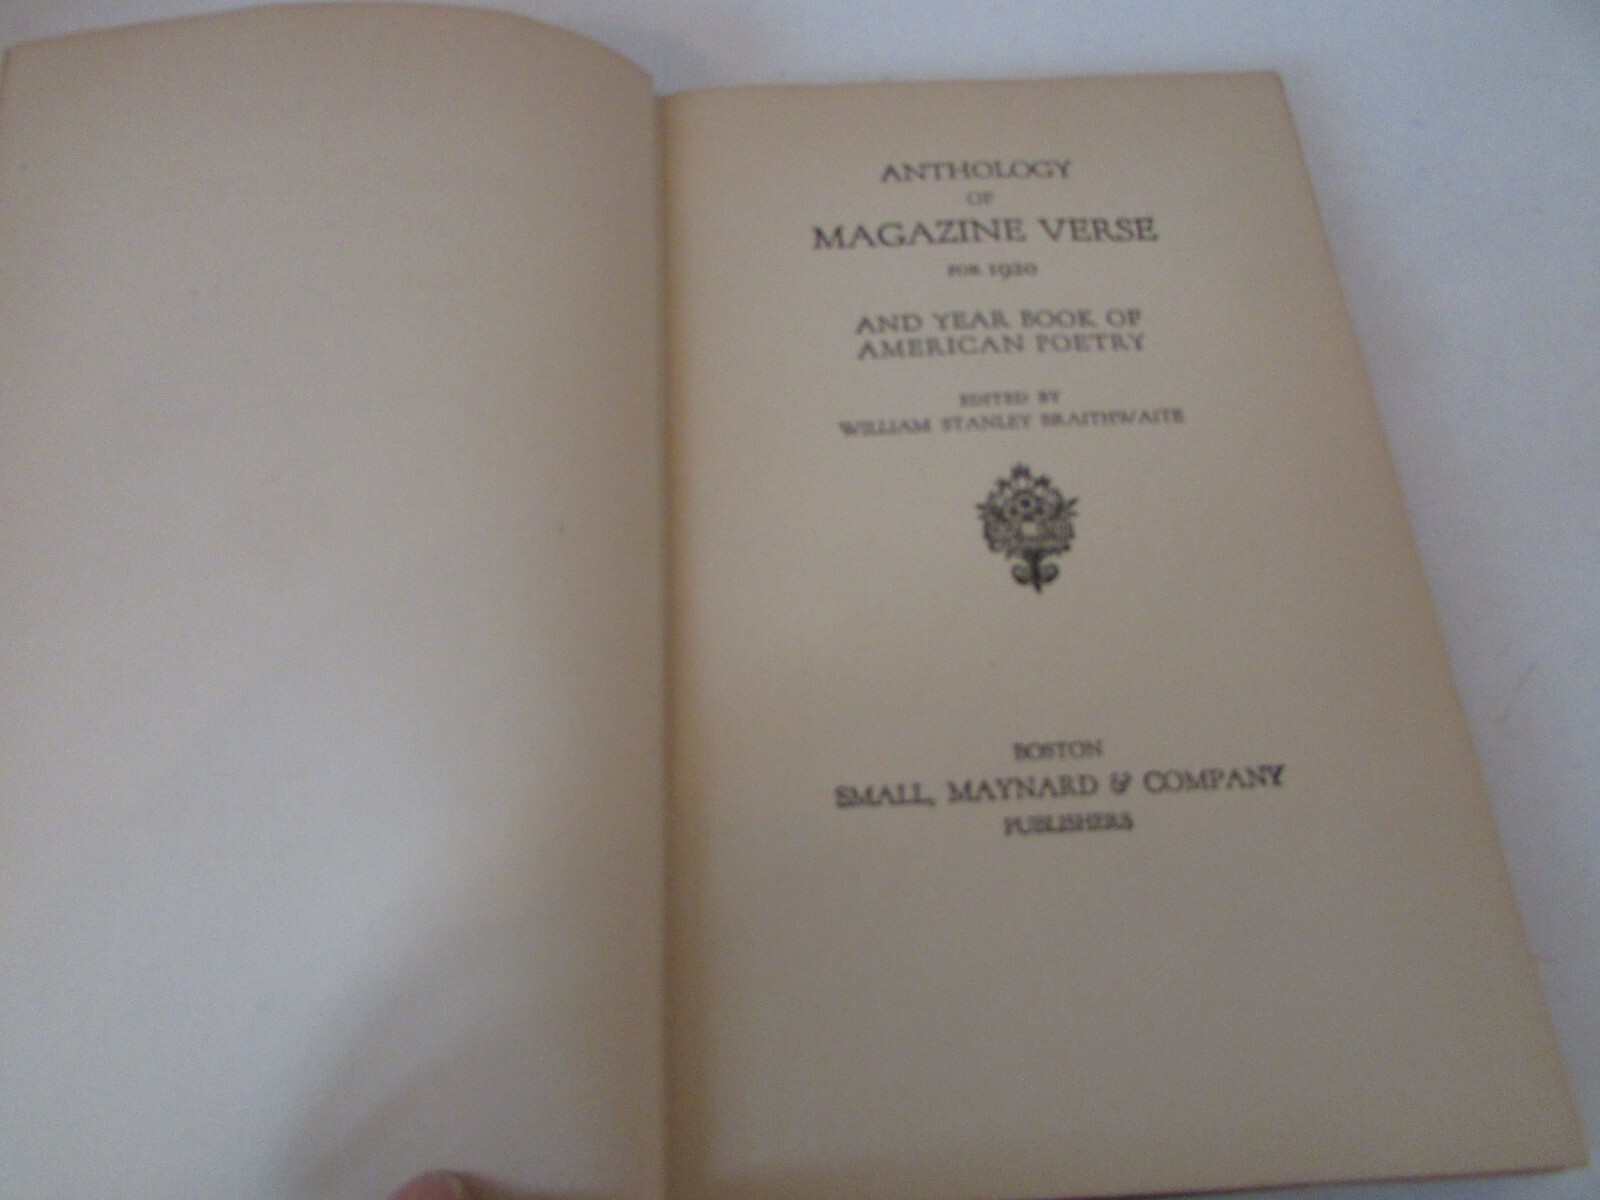 ANTHOLOGY
OF
MAGAZINE VERSE
FOR 1920
AND YEAR BOOK OF
AMERICAN POETRY
EDITED BY
WILLIAM STANLEY BRAITHWAITE
BOSTON
SMALL, MAYNARD & COMPANY
PUBLISHERS